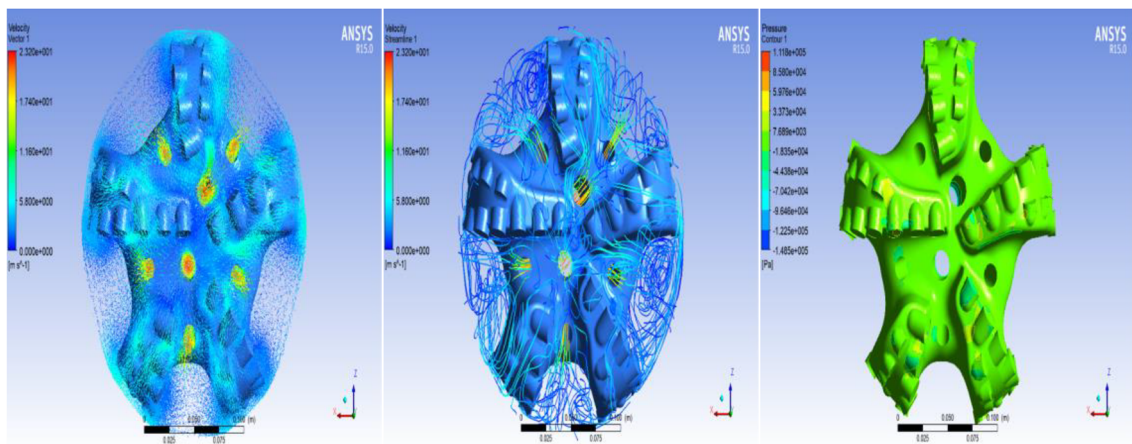 Velocity
Vector 1
2.320e+001
1.740e+001
1.160e+001
5.800e+000
0.000e+000
[m s^-1]
ANSYS
R15.0
0
0.050
0.100 (m)
0.025
0.075
X
Z
Velocity
Streamline 1
2.320e+001
1.740e+001
1.160e+001
5.800e+000
0.000e+000
[m s^-1]
ANSYS
R15.0
0
0.050
(m)
0.025
0.075
X
Z
Pressure
Contour 1
1.118e+005
8.580e+004
5.976e+004
3.373e+004
7.689e+003
-1.835e+004
-4.438e+004
-7.042e+004
-9.646e+004
-1.225e+005
-1.485e+005
[Pa]
ANSYS
R15.0
0
0.050
0.100 (m)
0.025
0.075
X
Z